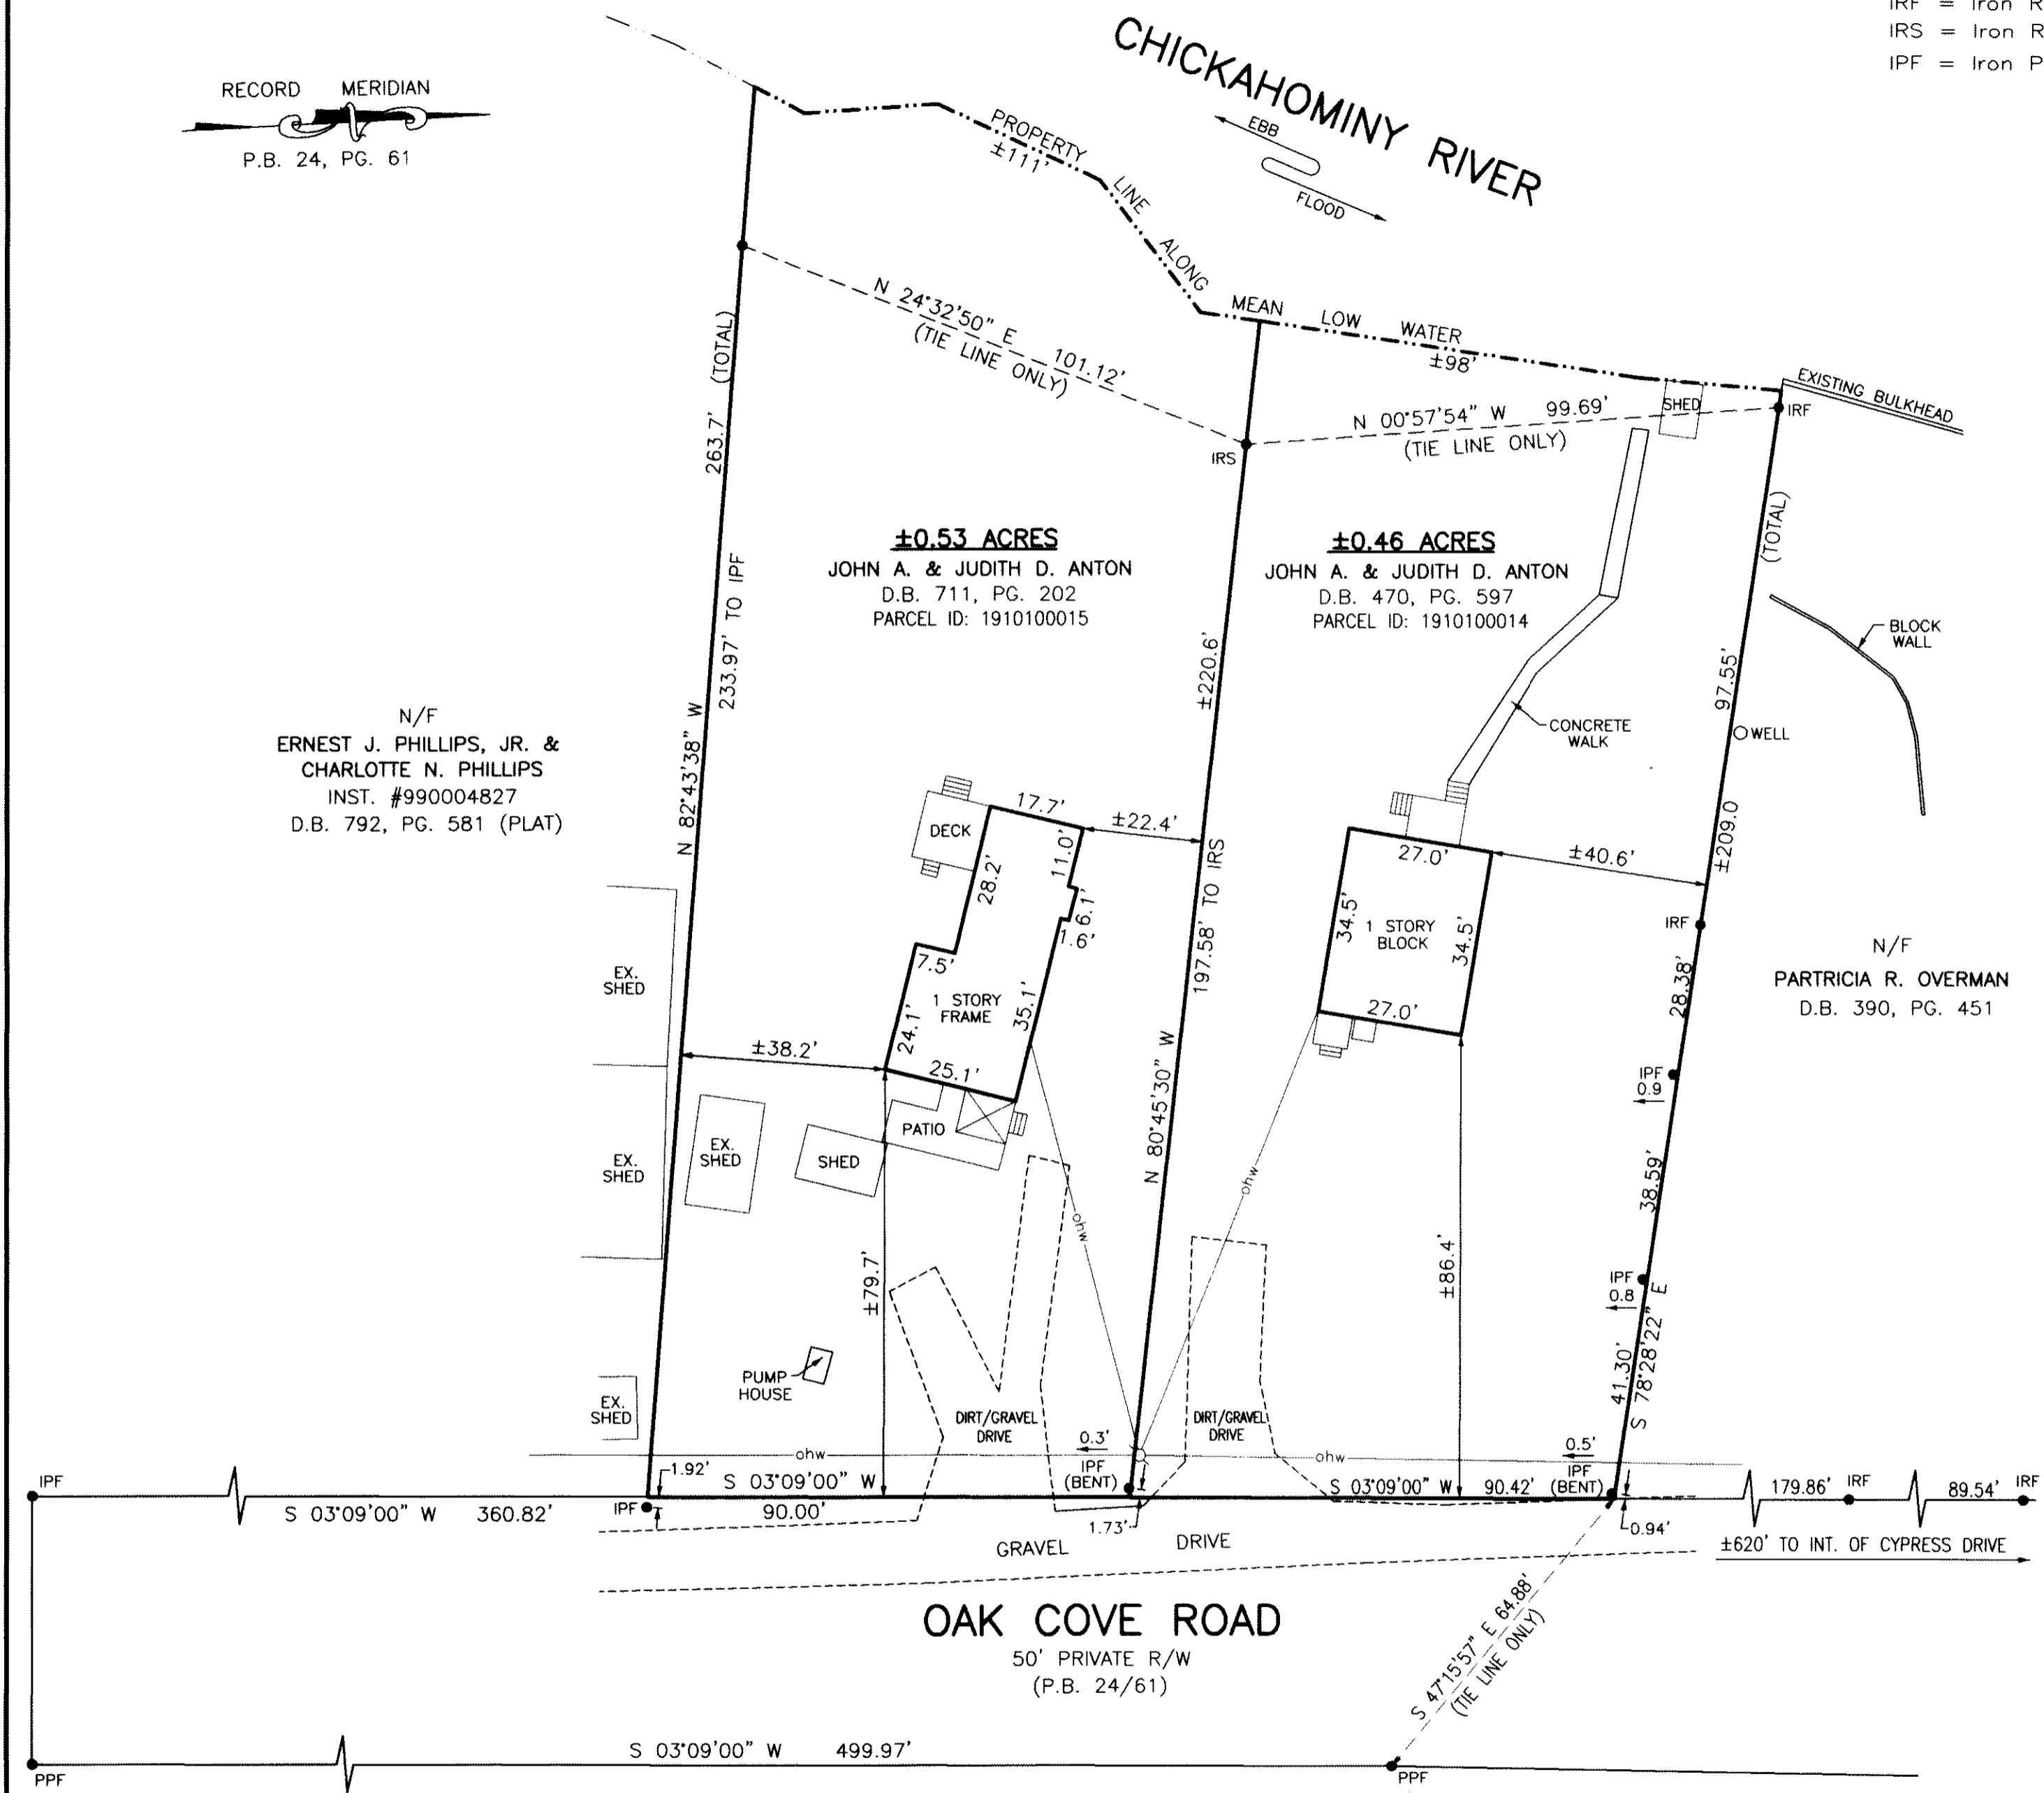 IRF = Iron R
IRS = Iron R
IPF = Iron P
RECORD MERIDIAN
P.B. 24, PG. 61
CHICKAHOMINY RIVER
EBB
FLOOD
PROPERTY LINE ALONG MEAN LOW WATER
±111'
±98'
EXISTING BULKHEAD
SHED
IRF
N 24°32'50" E 101.12'
(TIE LINE ONLY)
N 00°57'54" W 99.69'
(TIE LINE ONLY)
IRS
263.7' (TOTAL)
233.97' TO IPF
N 82°43'38" W
±0.53 ACRES
JOHN A. & JUDITH D. ANTON
D.B. 711, PG. 202
PARCEL ID: 1910100015
±0.46 ACRES
JOHN A. & JUDITH D. ANTON
D.B. 470, PG. 597
PARCEL ID: 1910100014
±220.6'
197.58' TO IRS
N 80°45'30" W
(TOTAL)
±209.0
97.55'
BLOCK
WALL
WELL
CONCRETE
WALK
N/F
ERNEST J. PHILLIPS, JR. &
CHARLOTTE N. PHILLIPS
INST. #990004827
D.B. 792, PG. 581 (PLAT)
DECK
17.7'
±22.4'
11.0'
28.2'
6.1'
1.6'
7.5'
1 STORY
FRAME
35.1'
24.1'
25.1'
±38.2'
27.0'
±40.6'
34.5'
1 STORY
BLOCK
34.5'
27.0'
IRF
28.38'
N/F
PARTRICIA R. OVERMAN
D.B. 390, PG. 451
IPF
0.9
38.59'
IPF
0.8
41.30'
S 78°28'22" E
EX.
SHED
EX.
SHED
EX.
SHED
SHED
PATIO
ohw
ohw
±79.7'
±86.4'
PUMP
HOUSE
EX.
SHED
DIRT/GRAVEL
DRIVE
DIRT/GRAVEL
DRIVE
0.3'
IPF
(BENT)
0.5'
IPF
(BENT)
ohw
ohw
1.92'
S 03°09'00" W
90.00'
S 03°09'00" W 90.42'
IPF
S 03°09'00" W 360.82'
IPF
1.73'
0.94'
179.86'
IRF
89.54'
IRF
GRAVEL DRIVE
±620' TO INT. OF CYPRESS DRIVE
OAK COVE ROAD
50' PRIVATE R/W
(P.B. 24/61)
S 47°15'57" E 64.88'
(TIE LINE ONLY)
S 03°09'00" W 499.97'
PPF
PPF